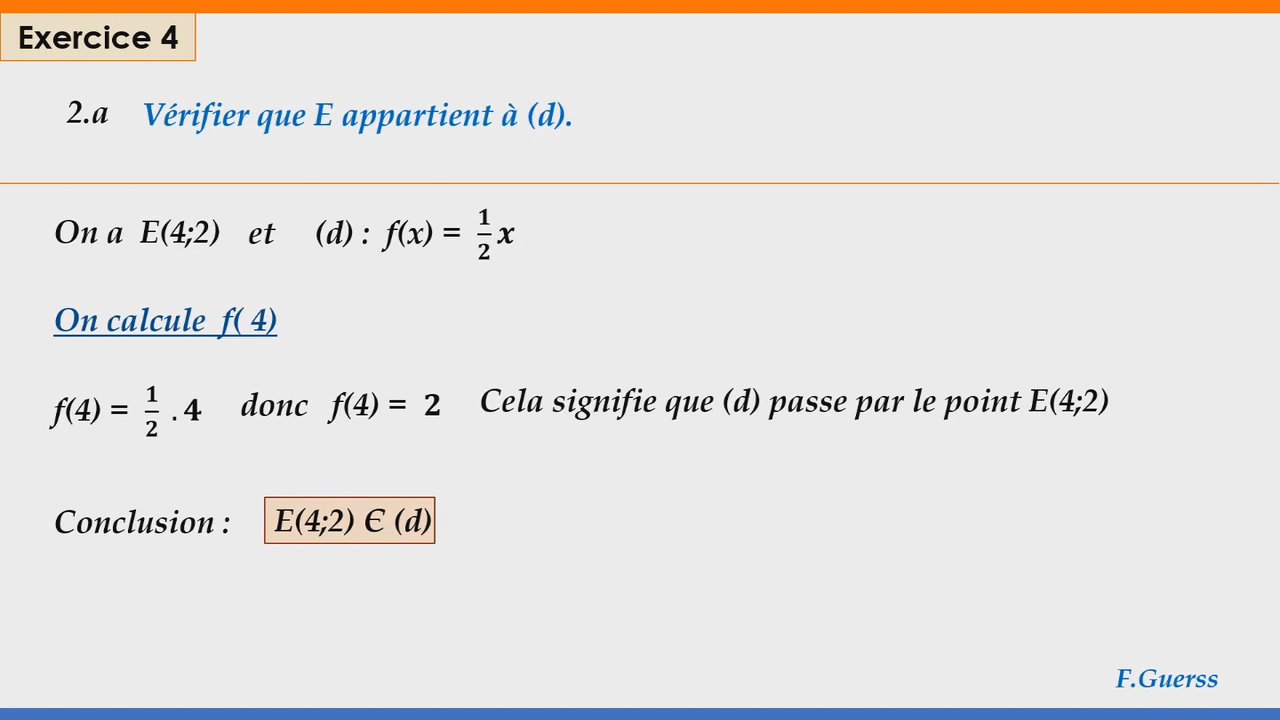 Exercice 4
2.a Vérifier que E appartient à (d).
On a E(4;2) et (d) : f(x) = 1/2 x
On calcule f( 4)
f(4) = 1/2 . 4 donc f(4) = 2 Cela signifie que (d) passe par le point E(4;2)
Conclusion : E(4;2) Є (d)
F.Guerss